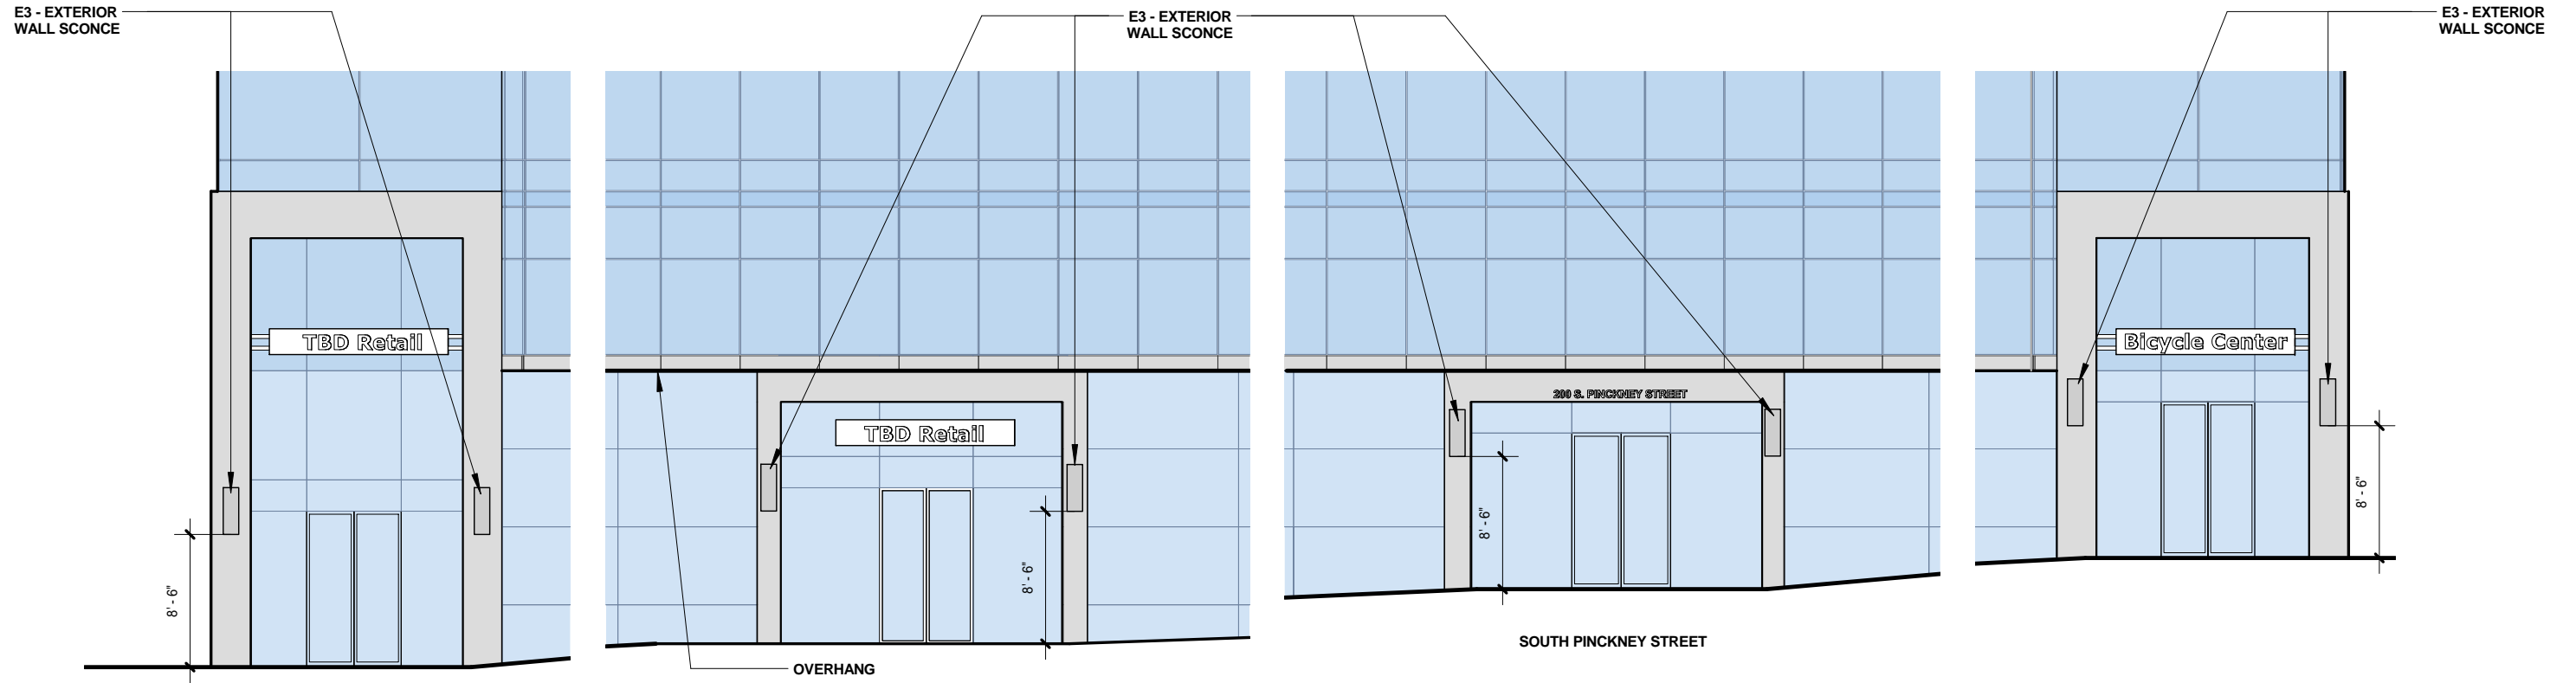 E3 - EXTERIOR
WALL SCONCE
E3 - EXTERIOR
WALL SCONCE
E3 - EXTERIOR
WALL SCONCE
TBD Retail
TBD Retail
200 S. PINCKNEY STREET
Bicycle Center
8' - 6"
8' - 6"
8' - 6"
8' - 6"
SOUTH PINCKNEY STREET
OVERHANG